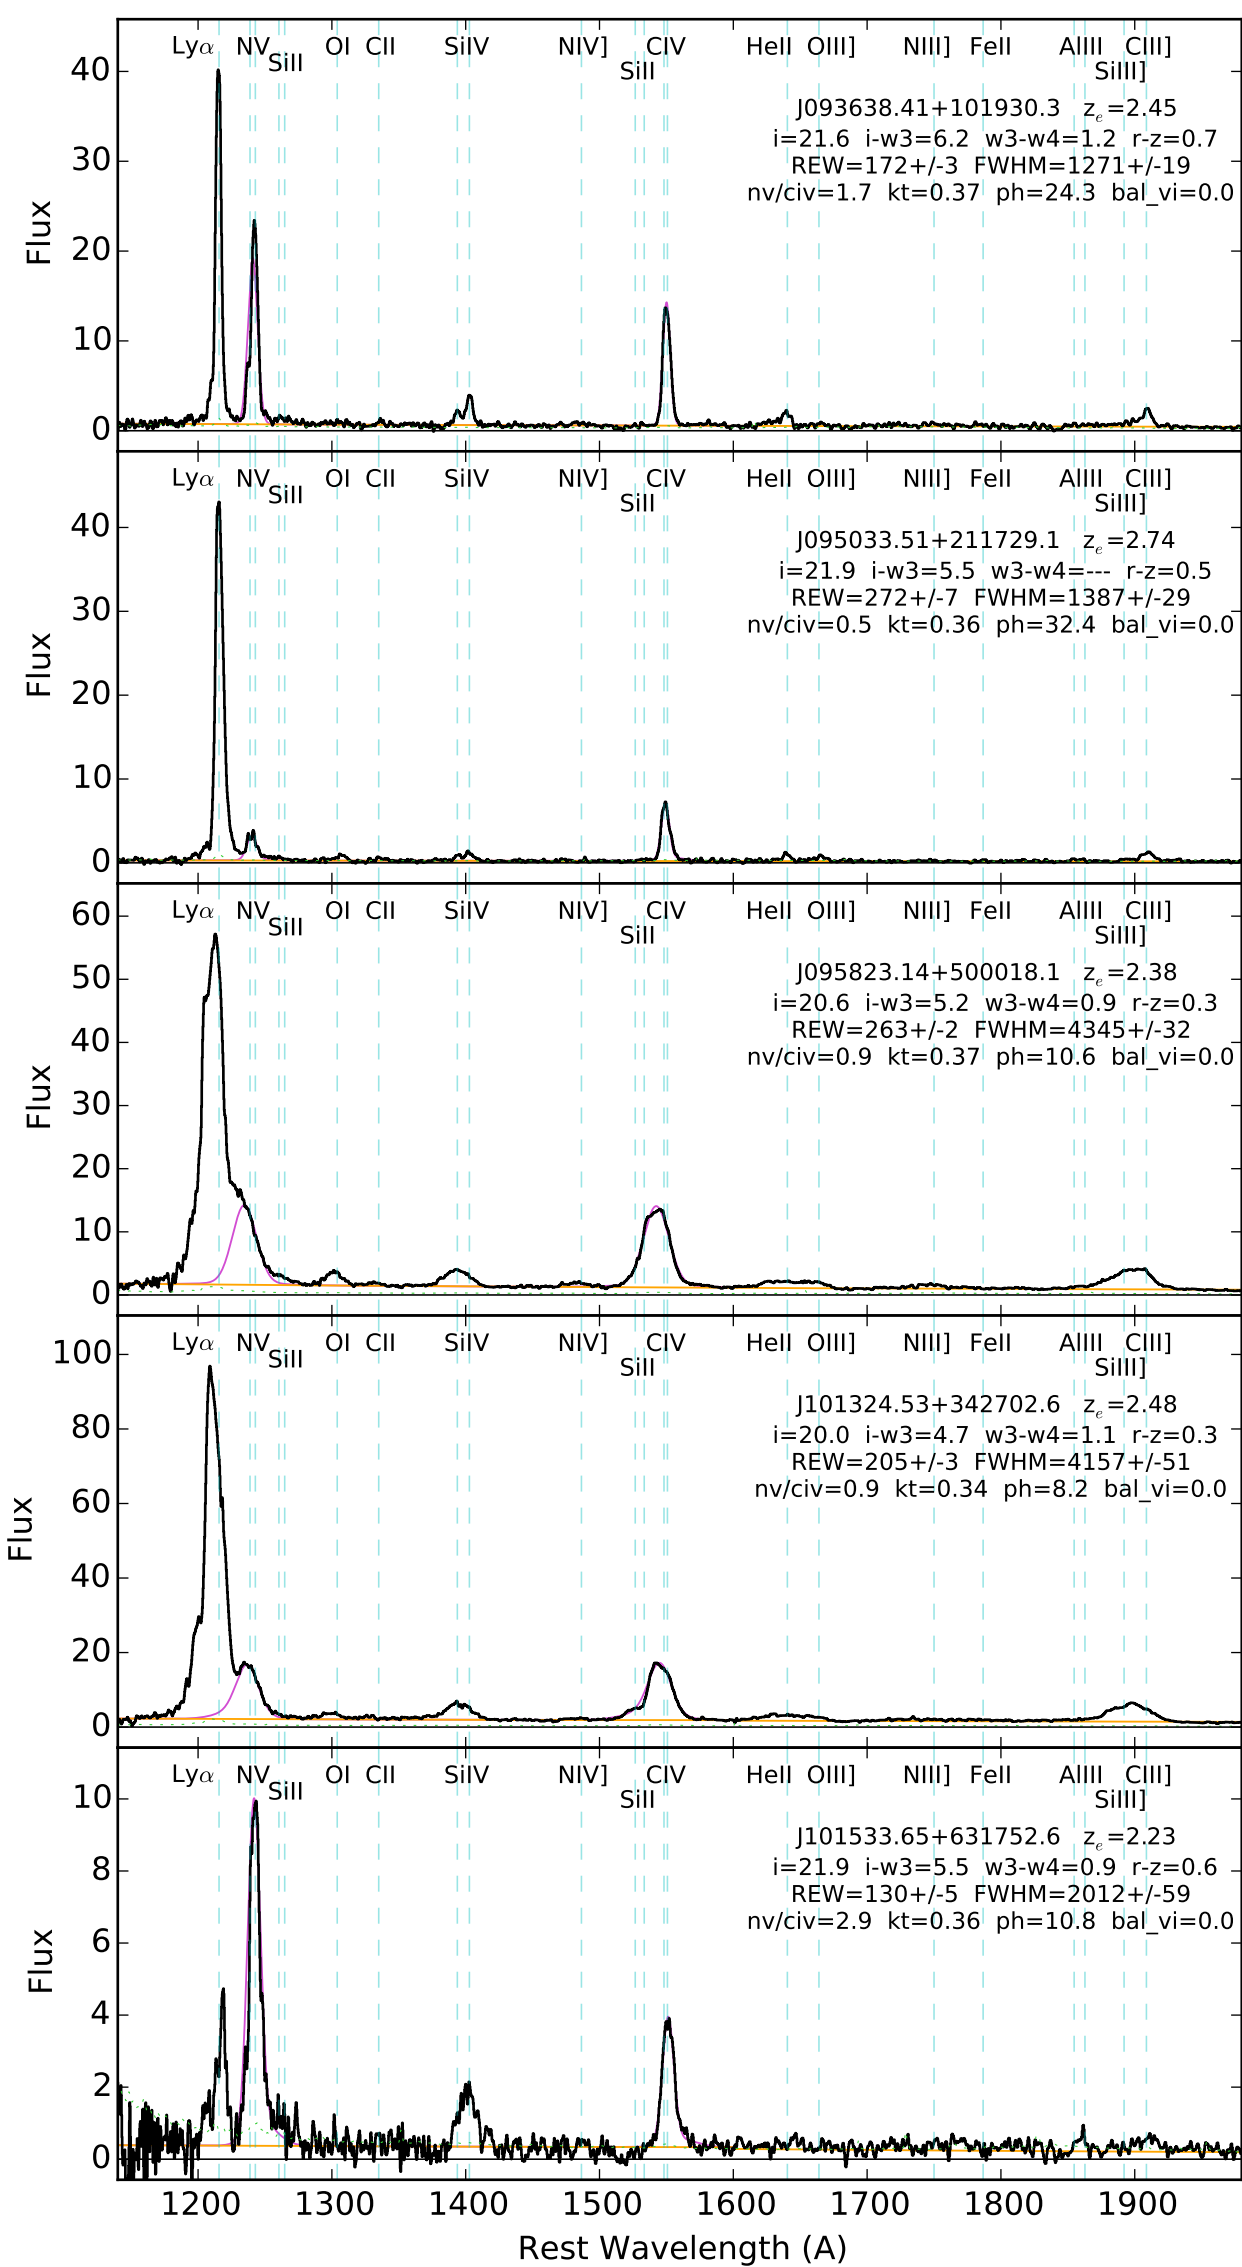 Lyα NV OI CII SiIV NIV] CIV HeII OIII] NIII] FeII AlIII CIII]
SiII SiII SiIII]
J093638.41+101930.3 z_e=2.45
i=21.6 i-w3=6.2 w3-w4=1.2 r-z=0.7
REW=172+/-3 FWHM=1271+/-19
nv/civ=1.7 kt=0.37 ph=24.3 bal_vi=0.0
40
30
20
10
0
Flux
Lyα NV OI CII SiIV NIV] CIV HeII OIII] NIII] FeII AlIII CIII]
SiII SiII SiIII]
J095033.51+211729.1 z_e=2.74
i=21.9 i-w3=5.5 w3-w4=--- r-z=0.5
REW=272+/-7 FWHM=1387+/-29
nv/civ=0.5 kt=0.36 ph=32.4 bal_vi=0.0
40
30
20
10
0
Flux
Lyα NV OI CII SiIV NIV] CIV HeII OIII] NIII] FeII AlIII CIII]
SiII SiII SiIII]
J095823.14+500018.1 z_e=2.38
i=20.6 i-w3=5.2 w3-w4=0.9 r-z=0.3
REW=263+/-2 FWHM=4345+/-32
nv/civ=0.9 kt=0.37 ph=10.6 bal_vi=0.0
60
50
40
30
20
10
0
Flux
Lyα NV OI CII SiIV NIV] CIV HeII OIII] NIII] FeII AlIII CIII]
SiII SiII SiIII]
J101324.53+342702.6 z_e=2.48
i=20.0 i-w3=4.7 w3-w4=1.1 r-z=0.3
REW=205+/-3 FWHM=4157+/-51
nv/civ=0.9 kt=0.34 ph=8.2 bal_vi=0.0
100
80
60
40
20
0
Flux
Lyα NV OI CII SiIV NIV] CIV HeII OIII] NIII] FeII AlIII CIII]
SiII SiII SiIII]
J101533.65+631752.6 z_e=2.23
i=21.9 i-w3=5.5 w3-w4=0.9 r-z=0.6
REW=130+/-5 FWHM=2012+/-59
nv/civ=2.9 kt=0.36 ph=10.8 bal_vi=0.0
10
8
6
4
2
0
Flux
1200 1300 1400 1500 1600 1700 1800 1900
Rest Wavelength (A)